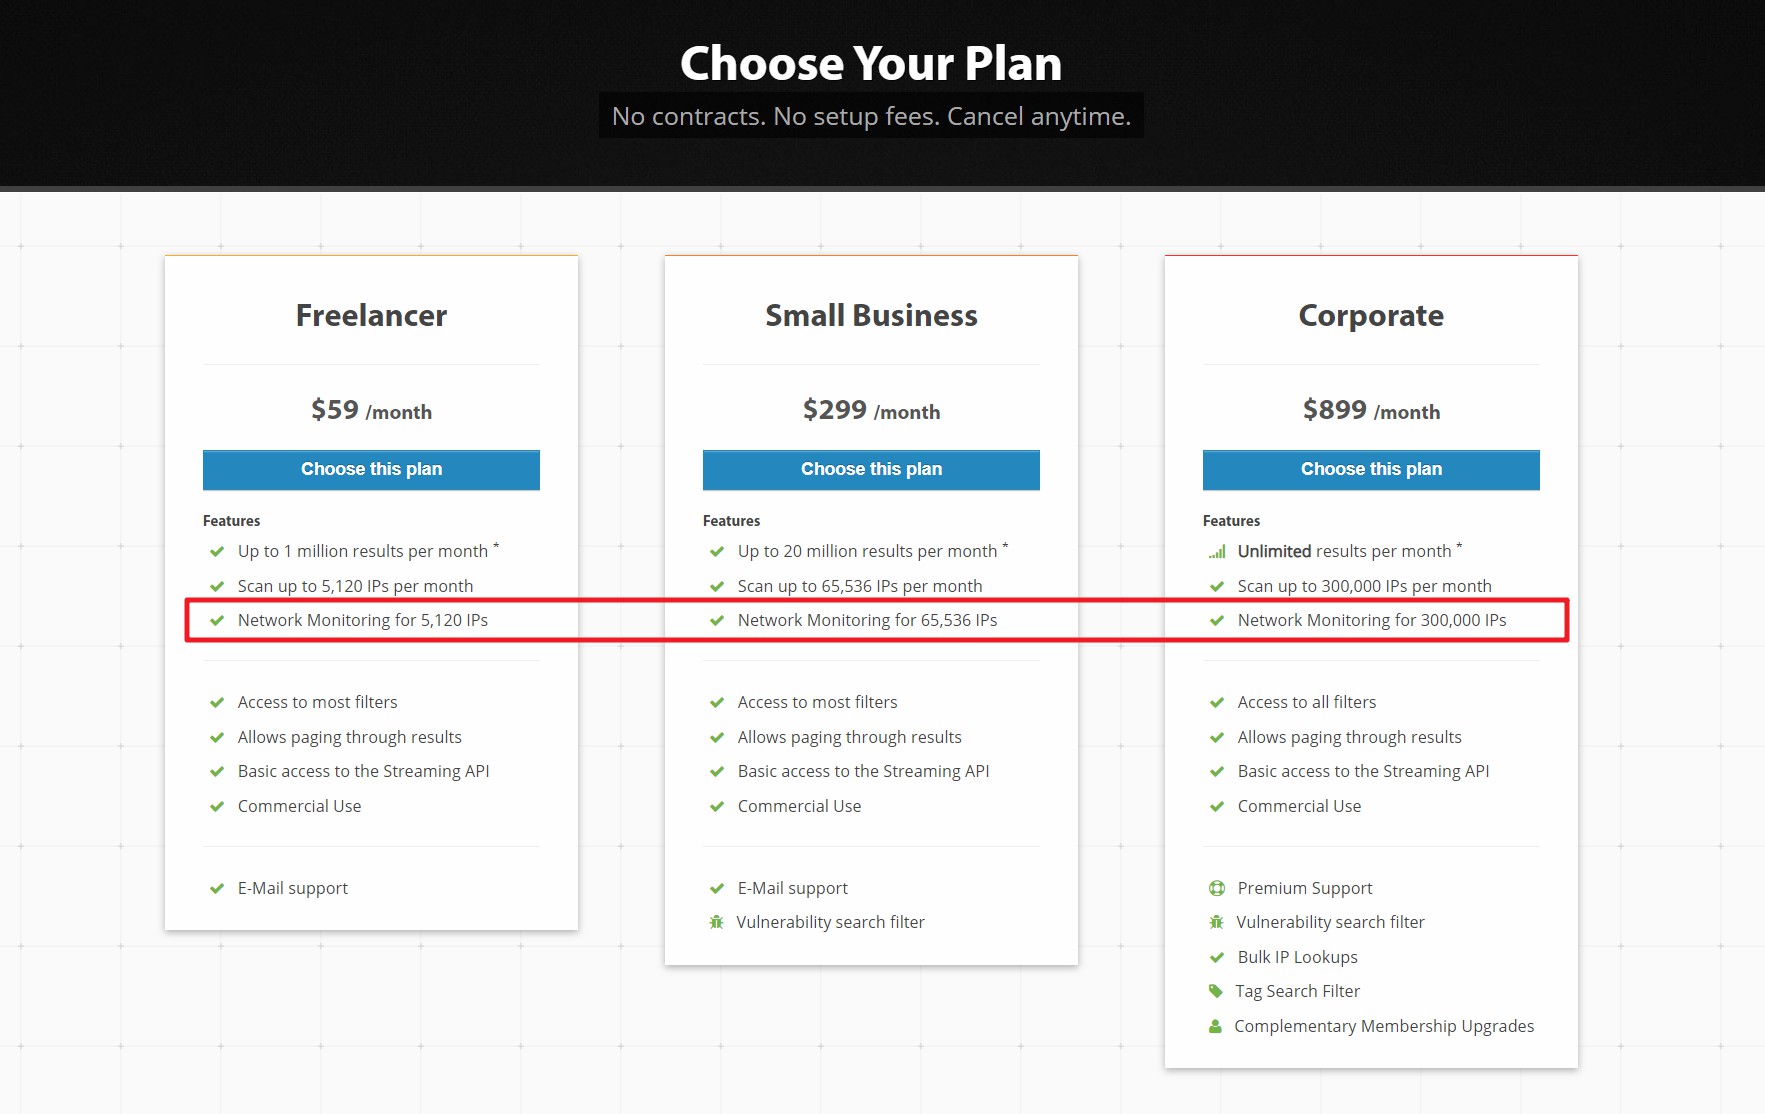 Choose Your Plan
No contracts. No setup fees. Cancel anytime.
Freelancer
$59 /month
Choose this plan
Features
Up to 1 million results per month *
Scan up to 5,120 IPs per month
Network Monitoring for 5,120 IPs
Access to most filters
Allows paging through results
Basic access to the Streaming API
Commercial Use
E-Mail support
Small Business
$299 /month
Choose this plan
Features
Up to 20 million results per month *
Scan up to 65,536 IPs per month
Network Monitoring for 65,536 IPs
Access to most filters
Allows paging through results
Basic access to the Streaming API
Commercial Use
E-Mail support
Vulnerability search filter
Corporate
$899 /month
Choose this plan
Features
Unlimited results per month *
Scan up to 300,000 IPs per month
Network Monitoring for 300,000 IPs
Access to all filters
Allows paging through results
Basic access to the Streaming API
Commercial Use
Premium Support
Vulnerability search filter
Bulk IP Lookups
Tag Search Filter
Complementary Membership Upgrades